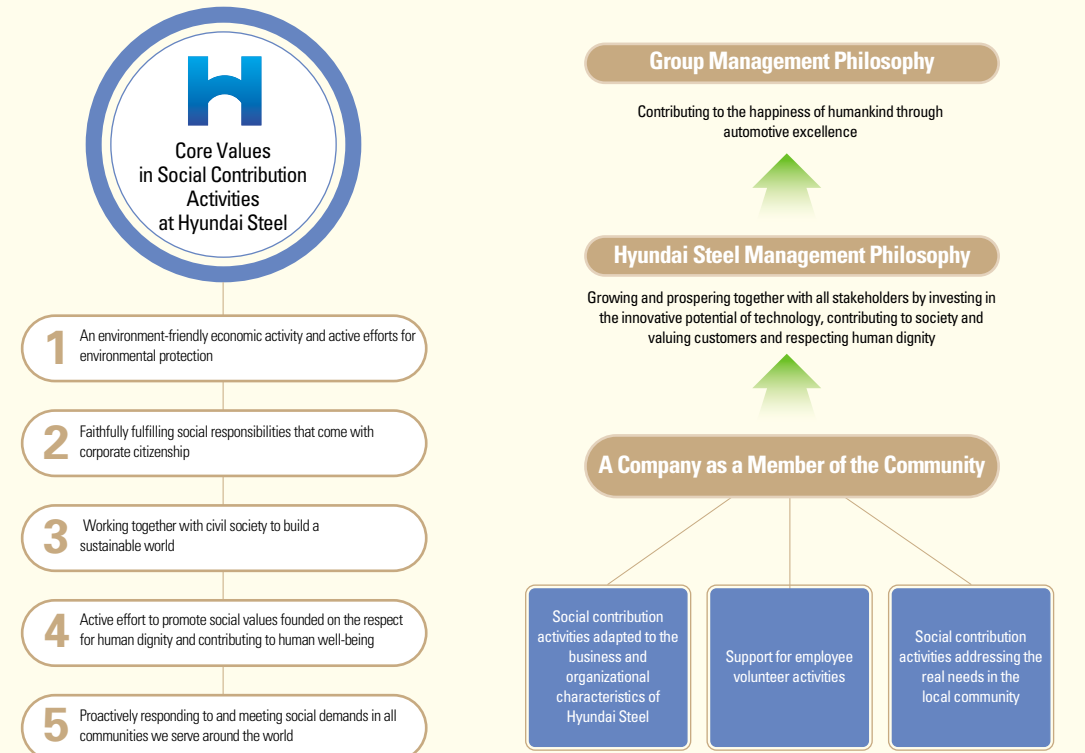 Core Values
in Social Contribution
Activities
at Hyundai Steel
1
An environment-friendly economic activity and active efforts for
environmental protection
2
Faithfully fulfilling social responsibilities that come with
corporate citizenship
3
Working together with civil society to build a
sustainable world
4
Active effort to promote social values founded on the respect
for human dignity and contributing to human well-being
5
Proactively responding to and meeting social demands in all
communities we serve around the world
Group Management Philosophy
Contributing to the happiness of humankind through
automotive excellence
Hyundai Steel Management Philosophy
Growing and prospering together with all stakeholders by investing in
the innovative potential of technology, contributing to society and
valuing customers and respecting human dignity
A Company as a Member of the Community
Social contribution
activities adapted to the
business and
organizational
characteristics of
Hyundai Steel
Support for employee
volunteer activities
Social contribution
activities addressing the
real needs in the
local community